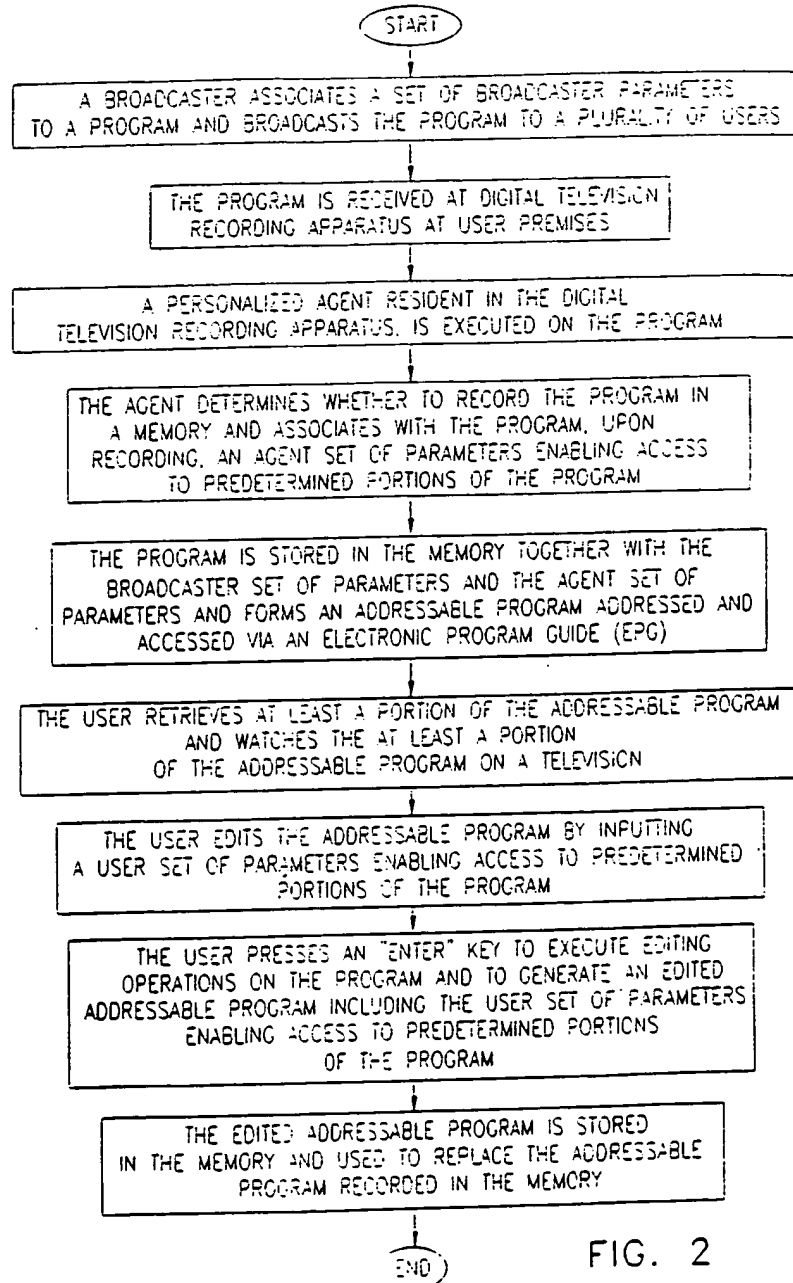 START
A BROADCASTER ASSOCIATES A SET OF BROADCASTER PARAMETERS
TO A PROGRAM AND BROADCASTS THE PROGRAM TO A PLURALITY OF USERS
THE PROGRAM IS RECEIVED AT DIGITAL TELEVISION
RECORDING APPARATUS AT USER PREMISES
A PERSONALIZED AGENT RESIDENT IN THE DIGITAL
TELEVISION RECORDING APPARATUS, IS EXECUTED ON THE PROGRAM
THE AGENT DETERMINES WHETHER TO RECORD THE PROGRAM IN
A MEMORY AND ASSOCIATES WITH THE PROGRAM, UPON
RECORDING, AN AGENT SET OF PARAMETERS ENABLING ACCESS
TO PREDETERMINED PORTIONS OF THE PROGRAM
THE PROGRAM IS STORED IN THE MEMORY TOGETHER WITH THE
BROADCASTER SET OF PARAMETERS AND THE AGENT SET OF
PARAMETERS AND FORMS AN ADDRESSABLE PROGRAM ADDRESSED AND
ACCESSED VIA AN ELECTRONIC PROGRAM GUIDE (EPG)
THE USER RETRIEVES AT LEAST A PORTION OF THE ADDRESSABLE PROGRAM
AND WATCHES THE AT LEAST A PORTION
OF THE ADDRESSABLE PROGRAM ON A TELEVISION
THE USER EDITS THE ADDRESSABLE PROGRAM BY INPUTTING
A USER SET OF PARAMETERS ENABLING ACCESS TO PREDETERMINED
PORTIONS OF THE PROGRAM
THE USER PRESSES AN "ENTER" KEY TO EXECUTE EDITING
OPERATIONS ON THE PROGRAM AND TO GENERATE AN EDITED
ADDRESSABLE PROGRAM INCLUDING THE USER SET OF PARAMETERS
ENABLING ACCESS TO PREDETERMINED PORTIONS
OF THE PROGRAM
THE EDITED ADDRESSABLE PROGRAM IS STORED
IN THE MEMORY AND USED TO REPLACE THE ADDRESSABLE
PROGRAM RECORDED IN THE MEMORY
END
FIG. 2